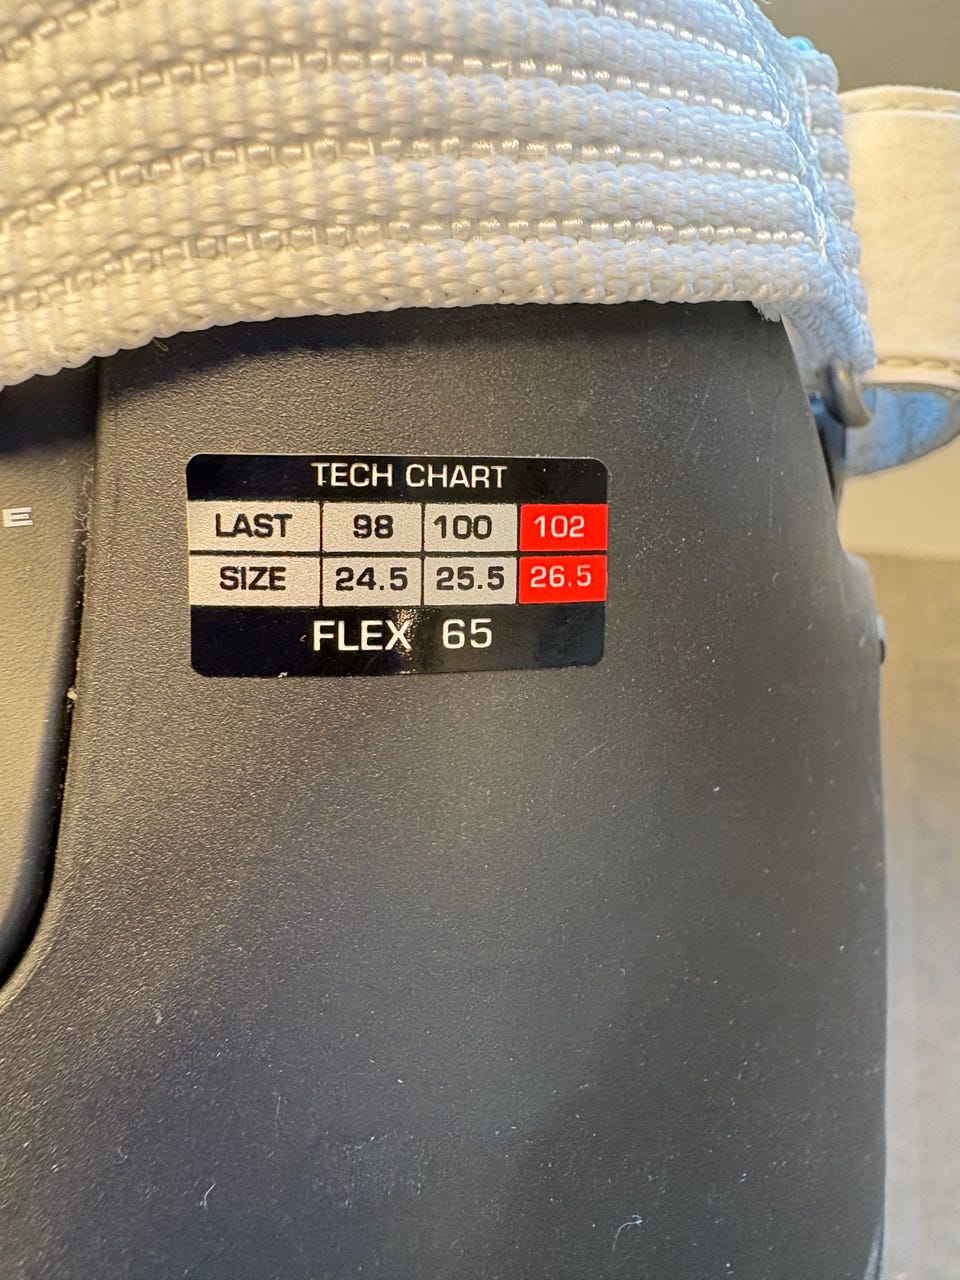 TECH CHART
LAST 98 100 102
SIZE 24.5 25.5 26.5
FLEX 65
E